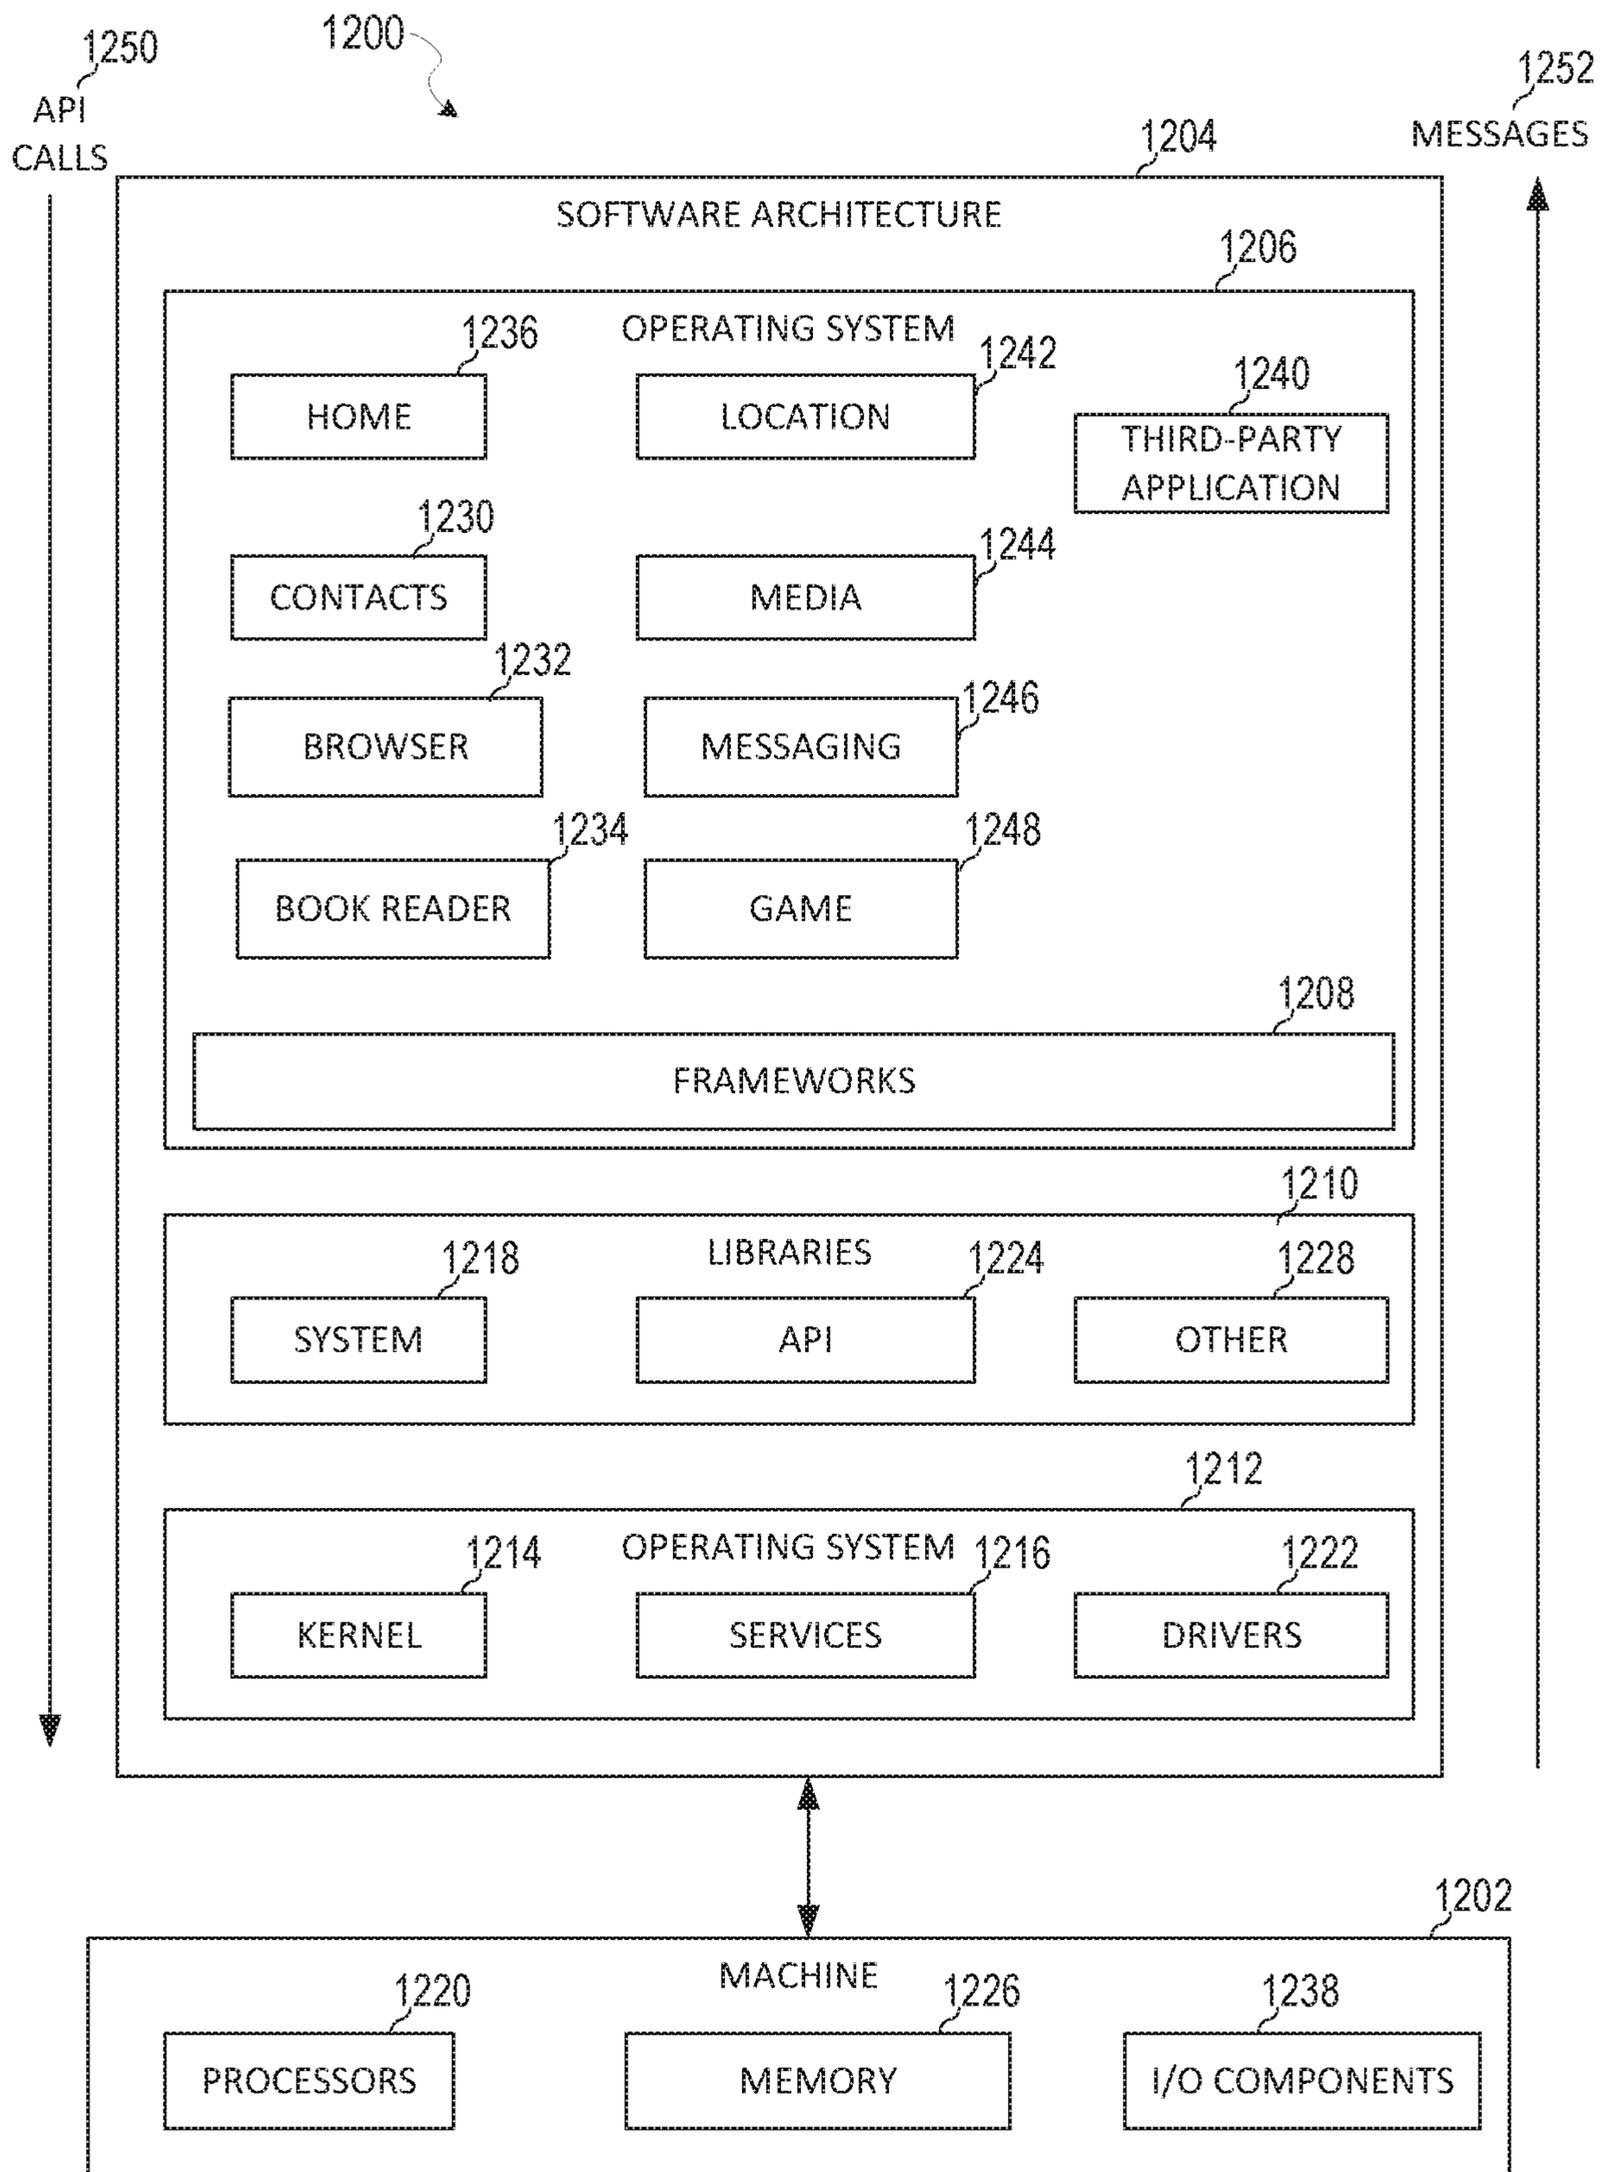 1250
1200
1252
API
CALLS
MESSAGES
1204
SOFTWARE ARCHITECTURE
1206
OPERATING SYSTEM
1236
1242
1240
HOME
LOCATION
THIRD-PARTY
APPLICATION
1230
1244
CONTACTS
MEDIA
1232
1246
BROWSER
MESSAGING
1234
1248
BOOK READER
GAME
1208
FRAMEWORKS
1210
LIBRARIES
1218
1224
1228
SYSTEM
API
OTHER
1212
OPERATING SYSTEM
1214
1216
1222
KERNEL
SERVICES
DRIVERS
1202
MACHINE
1220
1226
1238
PROCESSORS
MEMORY
I/O COMPONENTS